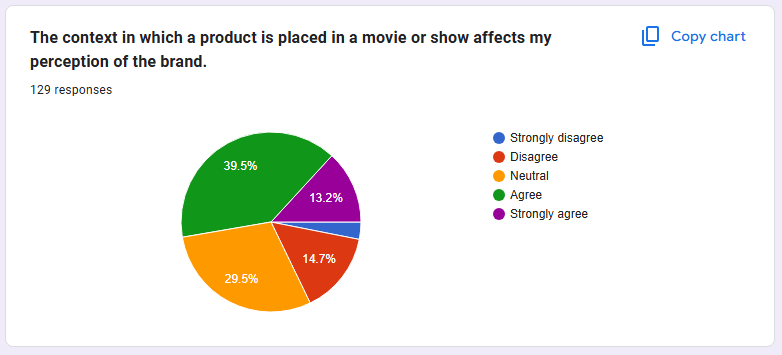 The context in which a product is placed in a movie or show affects my
perception of the brand.
Copy chart
129 responses
39.5%
13.2%
14.7%
29.5%
Strongly disagree
Disagree
Neutral
Agree
Strongly agree